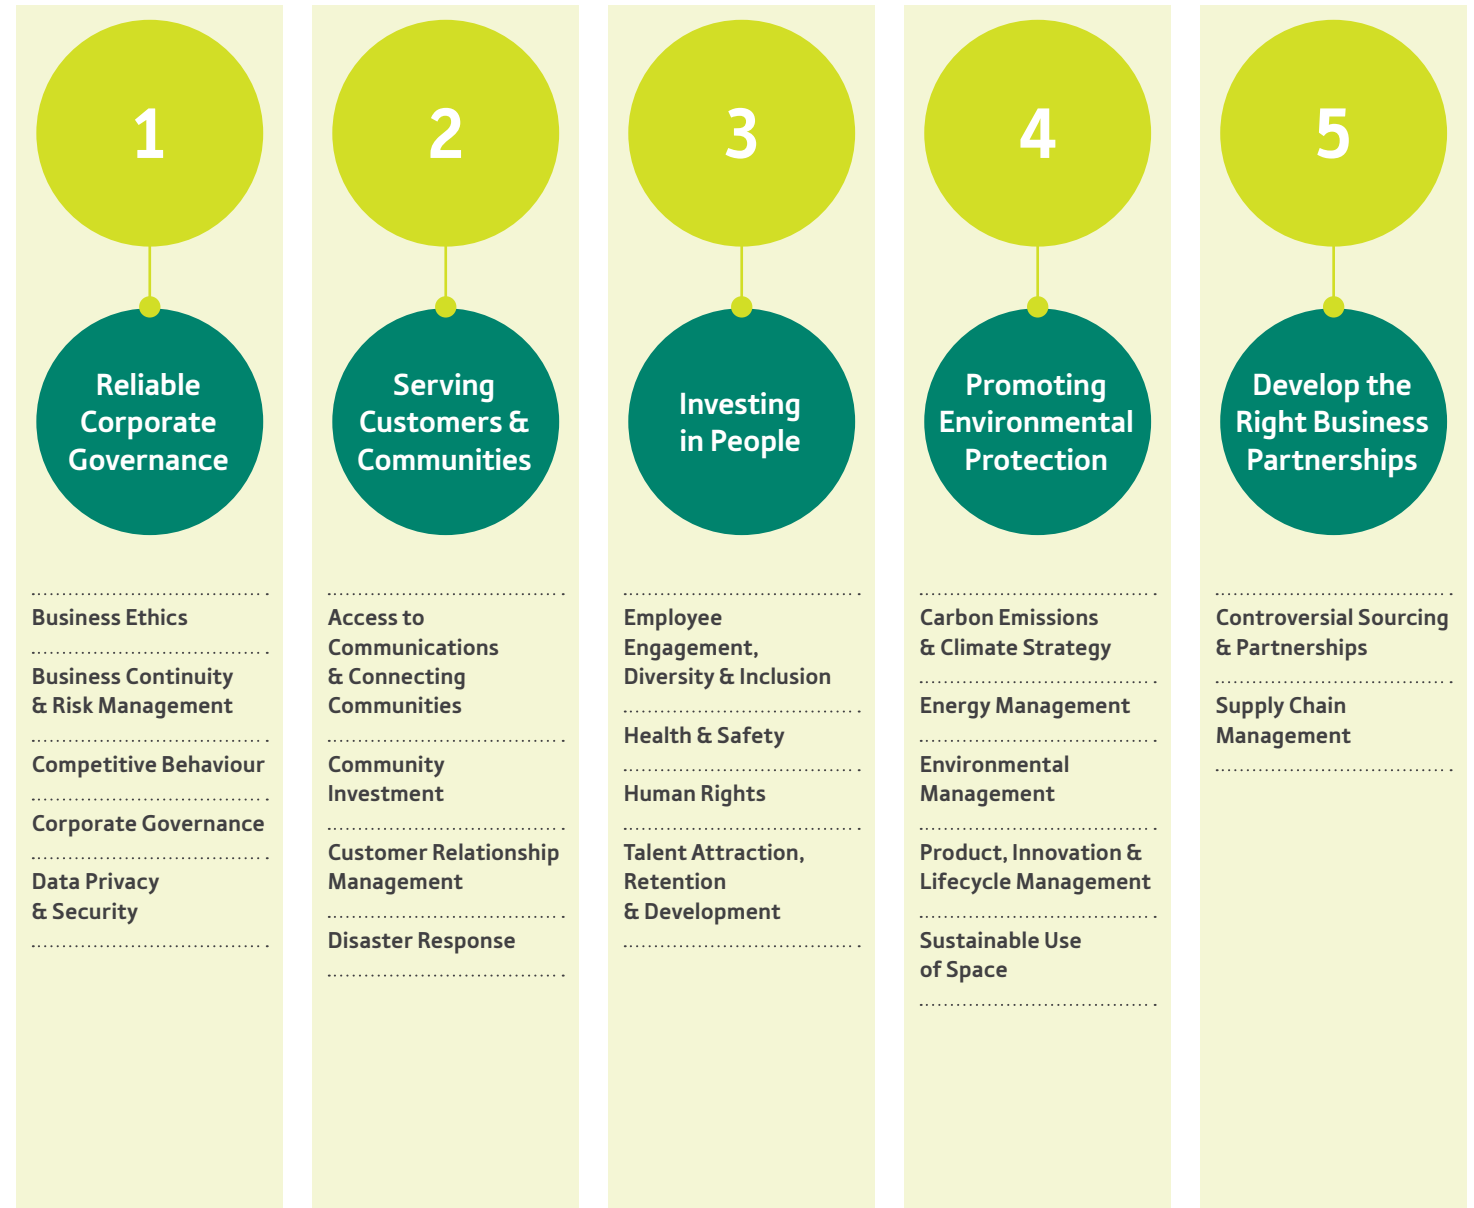 1
Reliable
Corporate
Governance
Business Ethics
Business Continuity
& Risk Management
Competitive Behaviour
Corporate Governance
Data Privacy
& Security
2
Serving
Customers &
Communities
Access to
Communications
& Connecting
Communities
Community
Investment
Customer Relationship
Management
Disaster Response
3
Investing
in People
Employee
Engagement,
Diversity & Inclusion
Health & Safety
Human Rights
Talent Attraction,
Retention
& Development
4
Promoting
Environmental
Protection
Carbon Emissions
& Climate Strategy
Energy Management
Environmental
Management
Product, Innovation &
Lifecycle Management
Sustainable Use
of Space
5
Develop the
Right Business
Partnerships
Controversial Sourcing
& Partnerships
Supply Chain
Management